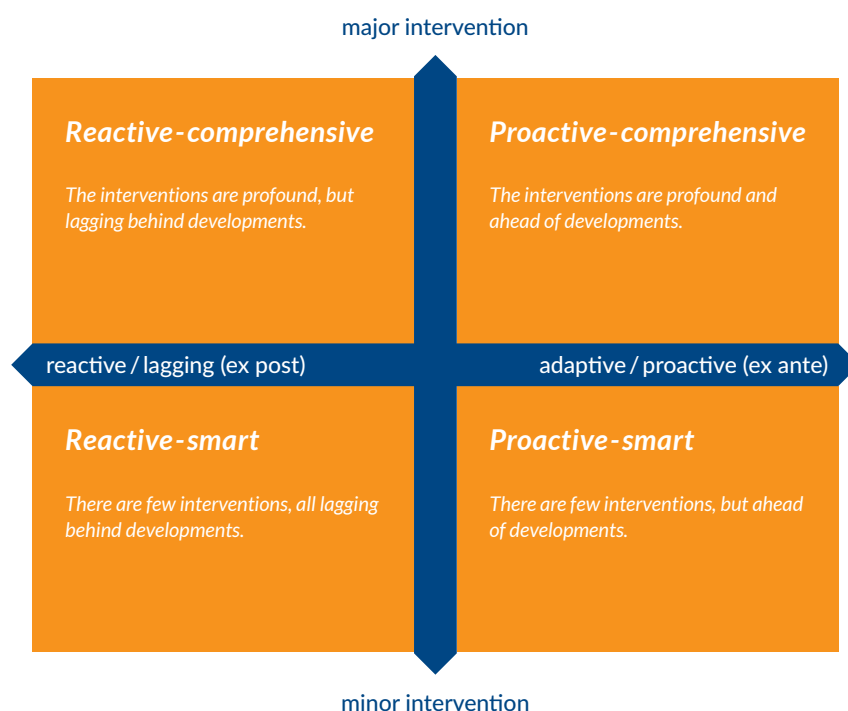 major intervention
Reactive-comprehensive
The interventions are profound, but
lagging behind developments.
Proactive-comprehensive
The interventions are profound and
ahead of developments.
reactive / lagging (ex post)
adaptive / proactive (ex ante)
Reactive-smart
There are few interventions, all lagging
behind developments.
Proactive-smart
There are few interventions, but ahead
of developments.
minor intervention